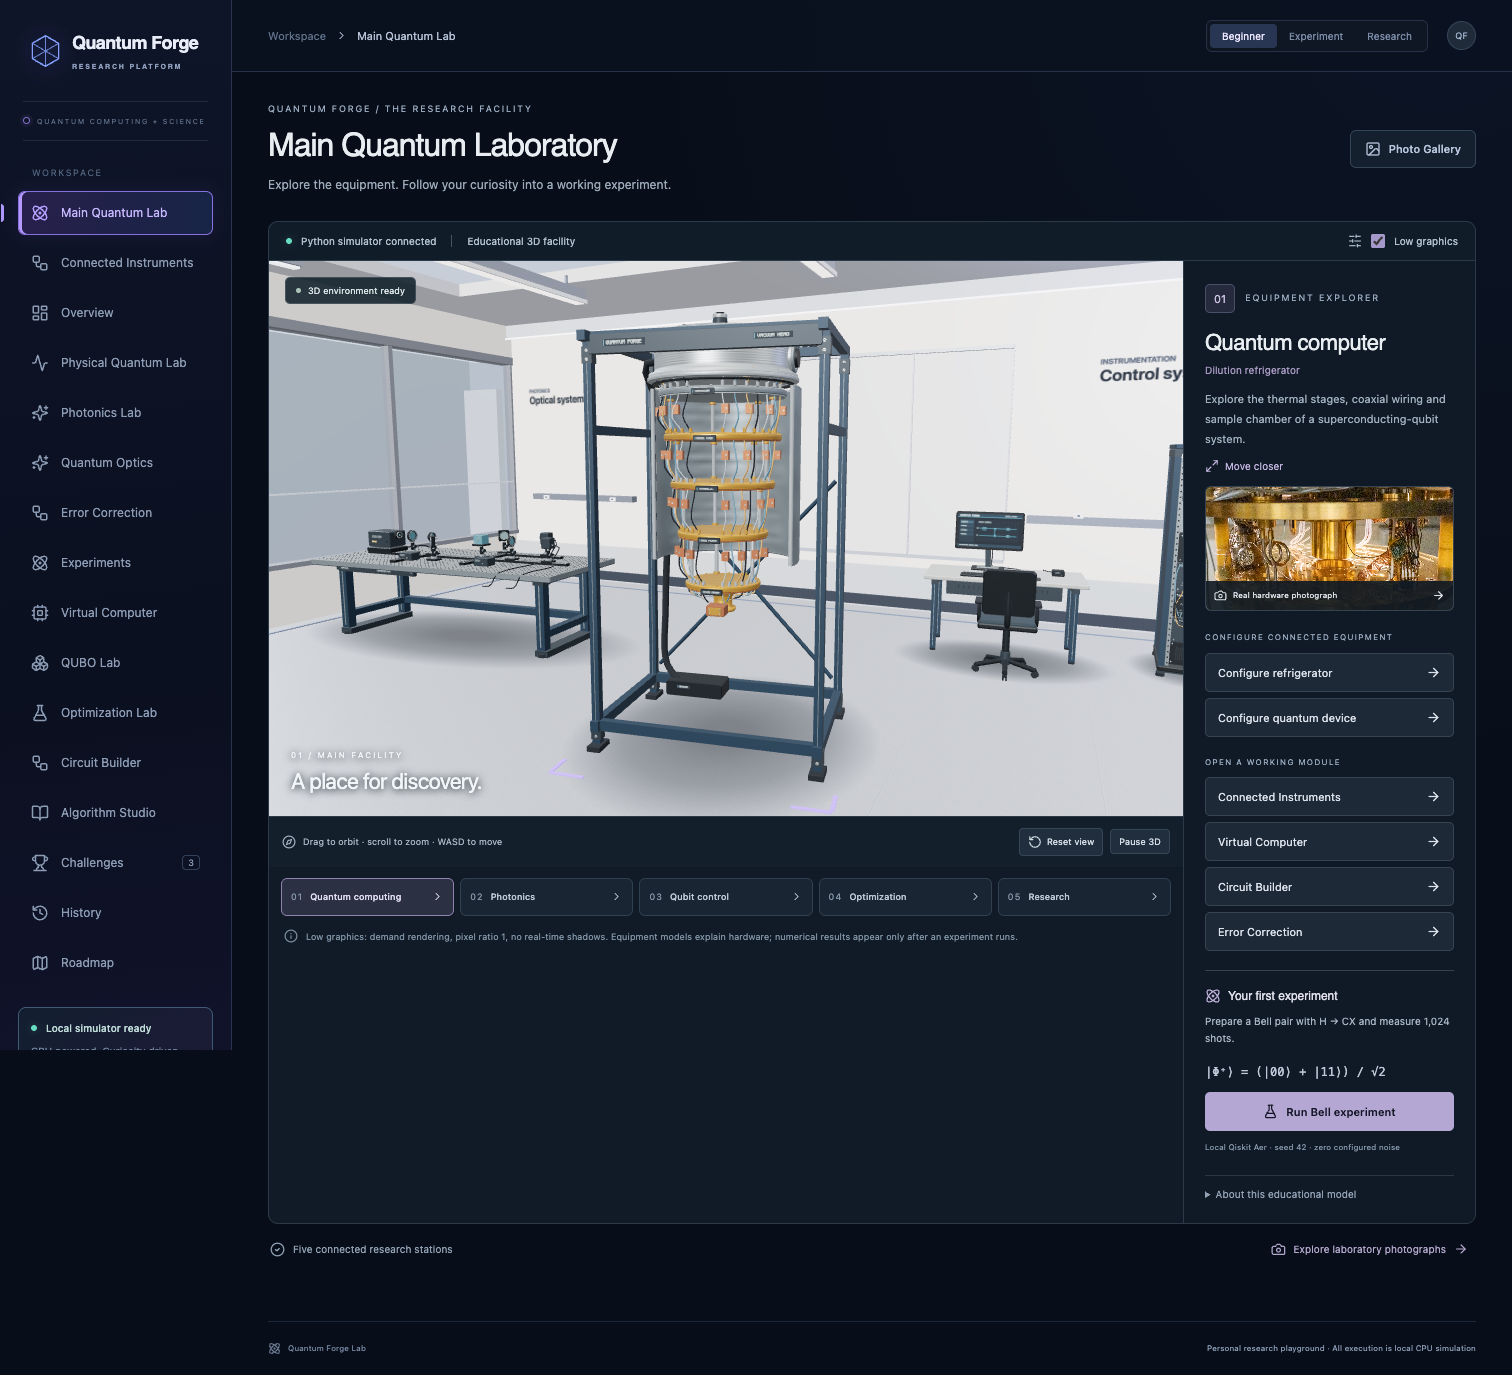 Quantum Forge
RESEARCH PLATFORM
QUANTUM COMPUTING + SCIENCE
WORKSPACE
Main Quantum Lab
Connected Instruments
Overview
Physical Quantum Lab
Photonics Lab
Quantum Optics
Error Correction
Experiments
Virtual Computer
QUBO Lab
Optimization Lab
Circuit Builder
Algorithm Studio
Challenges 3
History
Roadmap
Local simulator ready
Workspace > Main Quantum Lab
Beginner Experiment Research QF
QUANTUM FORGE / THE RESEARCH FACILITY
Main Quantum Laboratory
Explore the equipment. Follow your curiosity into a working experiment.
Photo Gallery
Python simulator connected Educational 3D facility
Low graphics
3D environment ready
QUANTUM FORGE
VACUUM HEAD
PHOTONICS
Optical system
INSTRUMENTATION
Control sy
01 / MAIN FACILITY
A place for discovery.
Drag to orbit · scroll to zoom · WASD to move
Reset view Pause 3D
01 Quantum computing
02 Photonics
03 Qubit control
04 Optimization
05 Research
Low graphics: demand rendering, pixel ratio 1, no real-time shadows. Equipment models explain hardware; numerical results appear only after an experiment runs.
01 EQUIPMENT EXPLORER
Quantum computer
Dilution refrigerator
Explore the thermal stages, coaxial wiring and
sample chamber of a superconducting-qubit
system.
Move closer
Real hardware photograph
CONFIGURE CONNECTED EQUIPMENT
Configure refrigerator
Configure quantum device
OPEN A WORKING MODULE
Connected Instruments
Virtual Computer
Circuit Builder
Error Correction
Your first experiment
Prepare a Bell pair with H → CX and measure 1,024
shots.
|Φ⁺⟩ = (|00⟩ + |11⟩) / √2
Run Bell experiment
Local Qiskit Aer · seed 42 · zero configured noise
About this educational model
Five connected research stations
Explore laboratory photographs
Quantum Forge Lab
Personal research playground · All execution is local CPU simulation